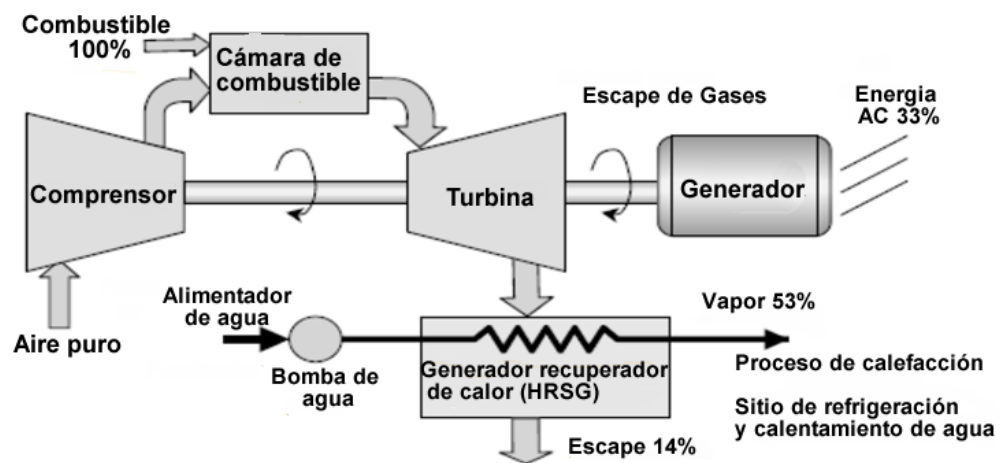 Combustible
100%
Cámara de
combustible
Escape de Gases
Energia
AC 33%
Comprensor
Turbina
Generador
Aire puro
Alimentador
de agua
Bomba de
agua
Generador recuperador
de calor (HRSG)
Vapor 53%
Proceso de calefacción
Sitio de refrigeración
y calentamiento de agua
Escape 14%